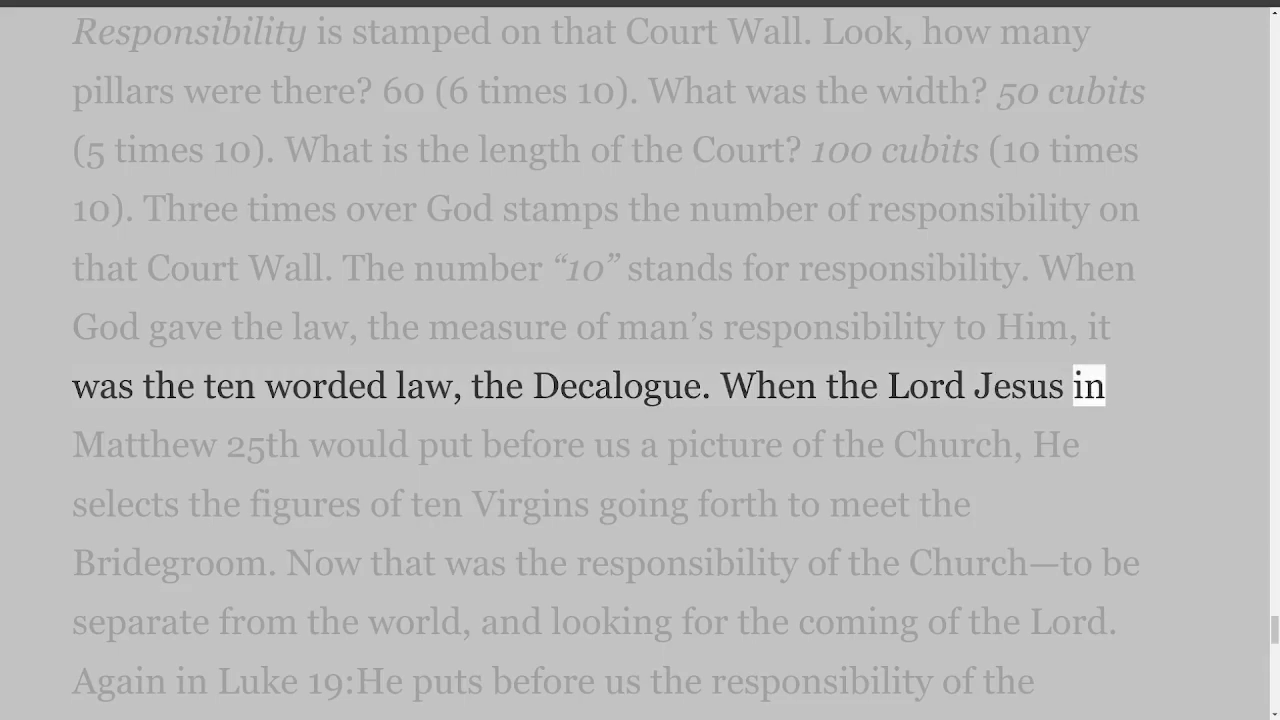 Responsibility is stamped on that Court Wall. Look, how many
pillars were there? 60 (6 times 10). What was the width? 50 cubits
(5 times 10). What is the length of the Court? 100 cubits (10 times
10). Three times over God stamps the number of responsibility on
that Court Wall. The number “10” stands for responsibility. When
God gave the law, the measure of man’s responsibility to Him, it
was the ten worded law, the Decalogue. When the Lord Jesus in
Matthew 25th would put before us a picture of the Church, He
selects the figures of ten Virgins going forth to meet the
Bridegroom. Now that was the responsibility of the Church—to be
separate from the world, and looking for the coming of the Lord.
Again in Luke 19:He puts before us the responsibility of the